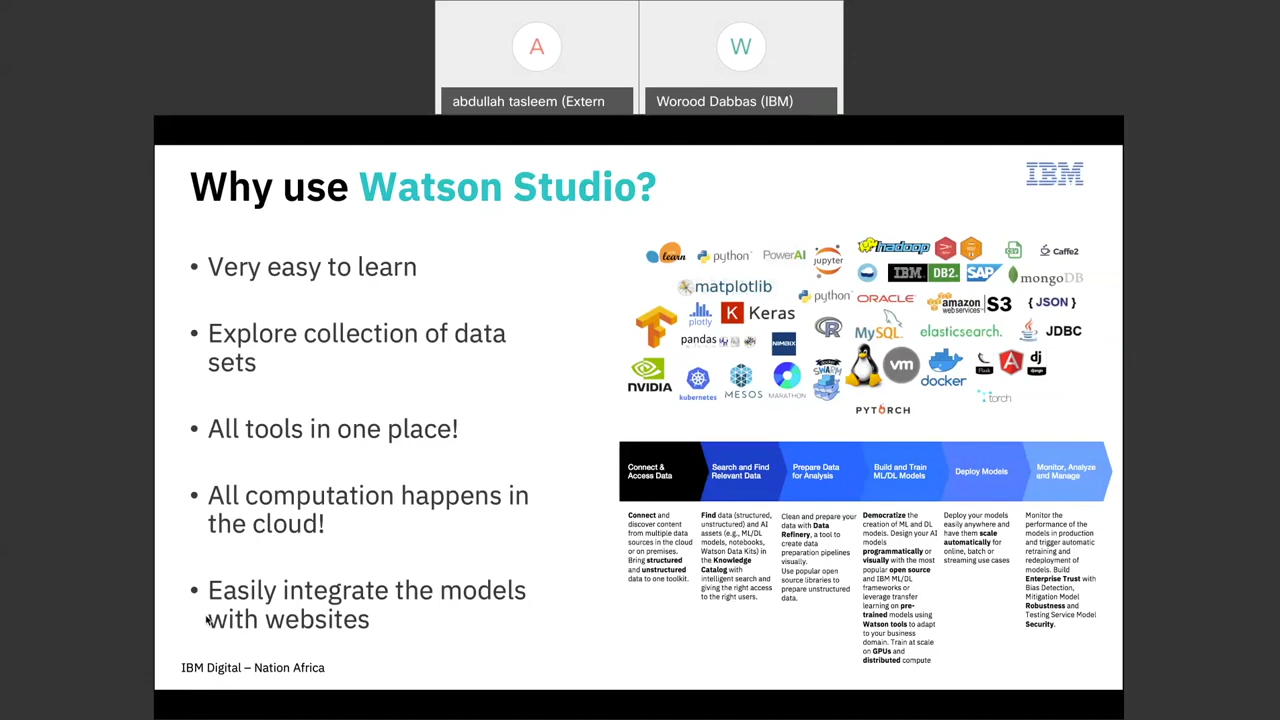 A
W
abdullah tasleem (Extern
Worood Dabbas (IBM)
Why use Watson Studio?
IBM
• Very easy to learn
• Explore collection of data
sets
• All tools in one place!
• All computation happens in
the cloud!
• Easily integrate the models
with websites
IBM Digital – Nation Africa
learn
python
PowerAI
jupyter
hadoop
CSV
Caffe2
matplotlib
python
IBM
DB2.
SAP
mongoDB
plotly
K Keras
ORACLE
amazon
webservices
S3
{ JSON }
pandas
NIMBIX
R
MySQL
elasticsearch.
JDBC
NVIDIA
kubernetes
MESOS
MARATHON
docker
SWARM
vm
docker
Flask
A
dj
django
PYTORCH
torch
Connect &
Access Data
Search and Find
Relevant Data
Prepare Data
for Analysis
Build and Train
ML/DL Models
Deploy Models
Monitor, Analyze
and Manage
Connect and
discover content
from multiple data
sources in the cloud
or on premises.
Bring structured
and unstructured
data to one toolkit.
Find data (structured,
unstructured) and AI
assets (e.g., ML/DL
models, notebooks,
Watson Data Kits) in
the Knowledge
Catalog with
intelligent search and
giving the right access
to the right users.
Clean and prepare your
data with Data
Refinery, a tool to
create data
preparation pipelines
visually.
Use popular open
source libraries to
prepare unstructured
data.
Democratize the
creation of ML and DL
models. Design your AI
models
programmatically or
visually with the most
popular open source
and IBM ML/DL
frameworks or
leverage transfer
learning on pre-
trained models using
Watson tools to adapt
to your business
domain. Train at scale
on GPUs and
distributed compute
Deploy your models
easily anywhere and
have them scale
automatically for
online, batch or
streaming use cases
Monitor the
performance of the
models in production
and trigger automatic
retraining and
redeployment of
models. Build
Enterprise Trust with
Bias Detection,
Mitigation Model
Robustness and
Testing Service Model
Security.